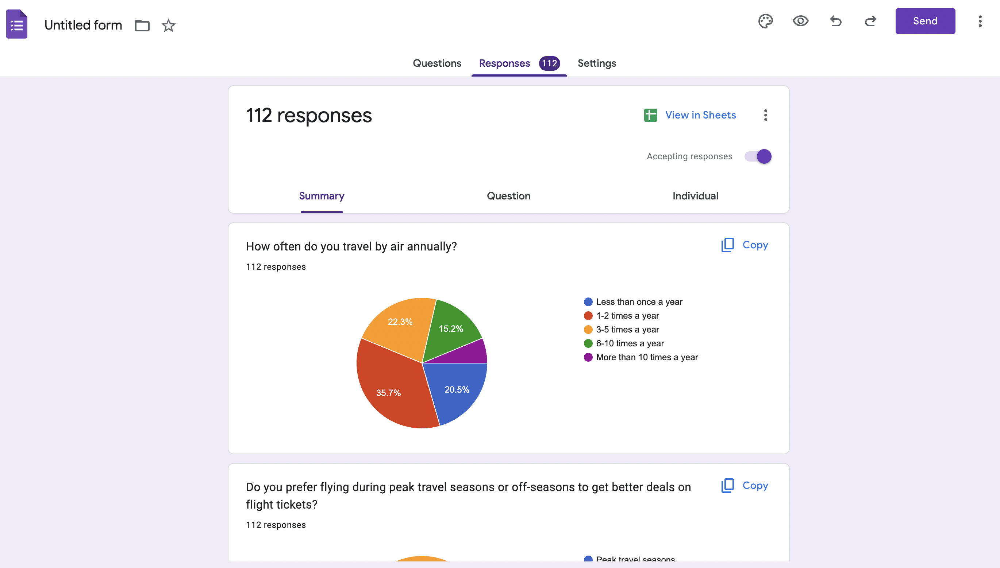 Untitled form
Send
Questions
Responses 112
Settings
112 responses
View in Sheets
Accepting responses
Summary
Question
Individual
How often do you travel by air annually?
Copy
112 responses
22.3%
15.2%
35.7%
20.5%
Less than once a year
1-2 times a year
3-5 times a year
6-10 times a year
More than 10 times a year
Do you prefer flying during peak travel seasons or off-seasons to get better deals on
flight tickets?
Copy
112 responses
Peak travel seasons